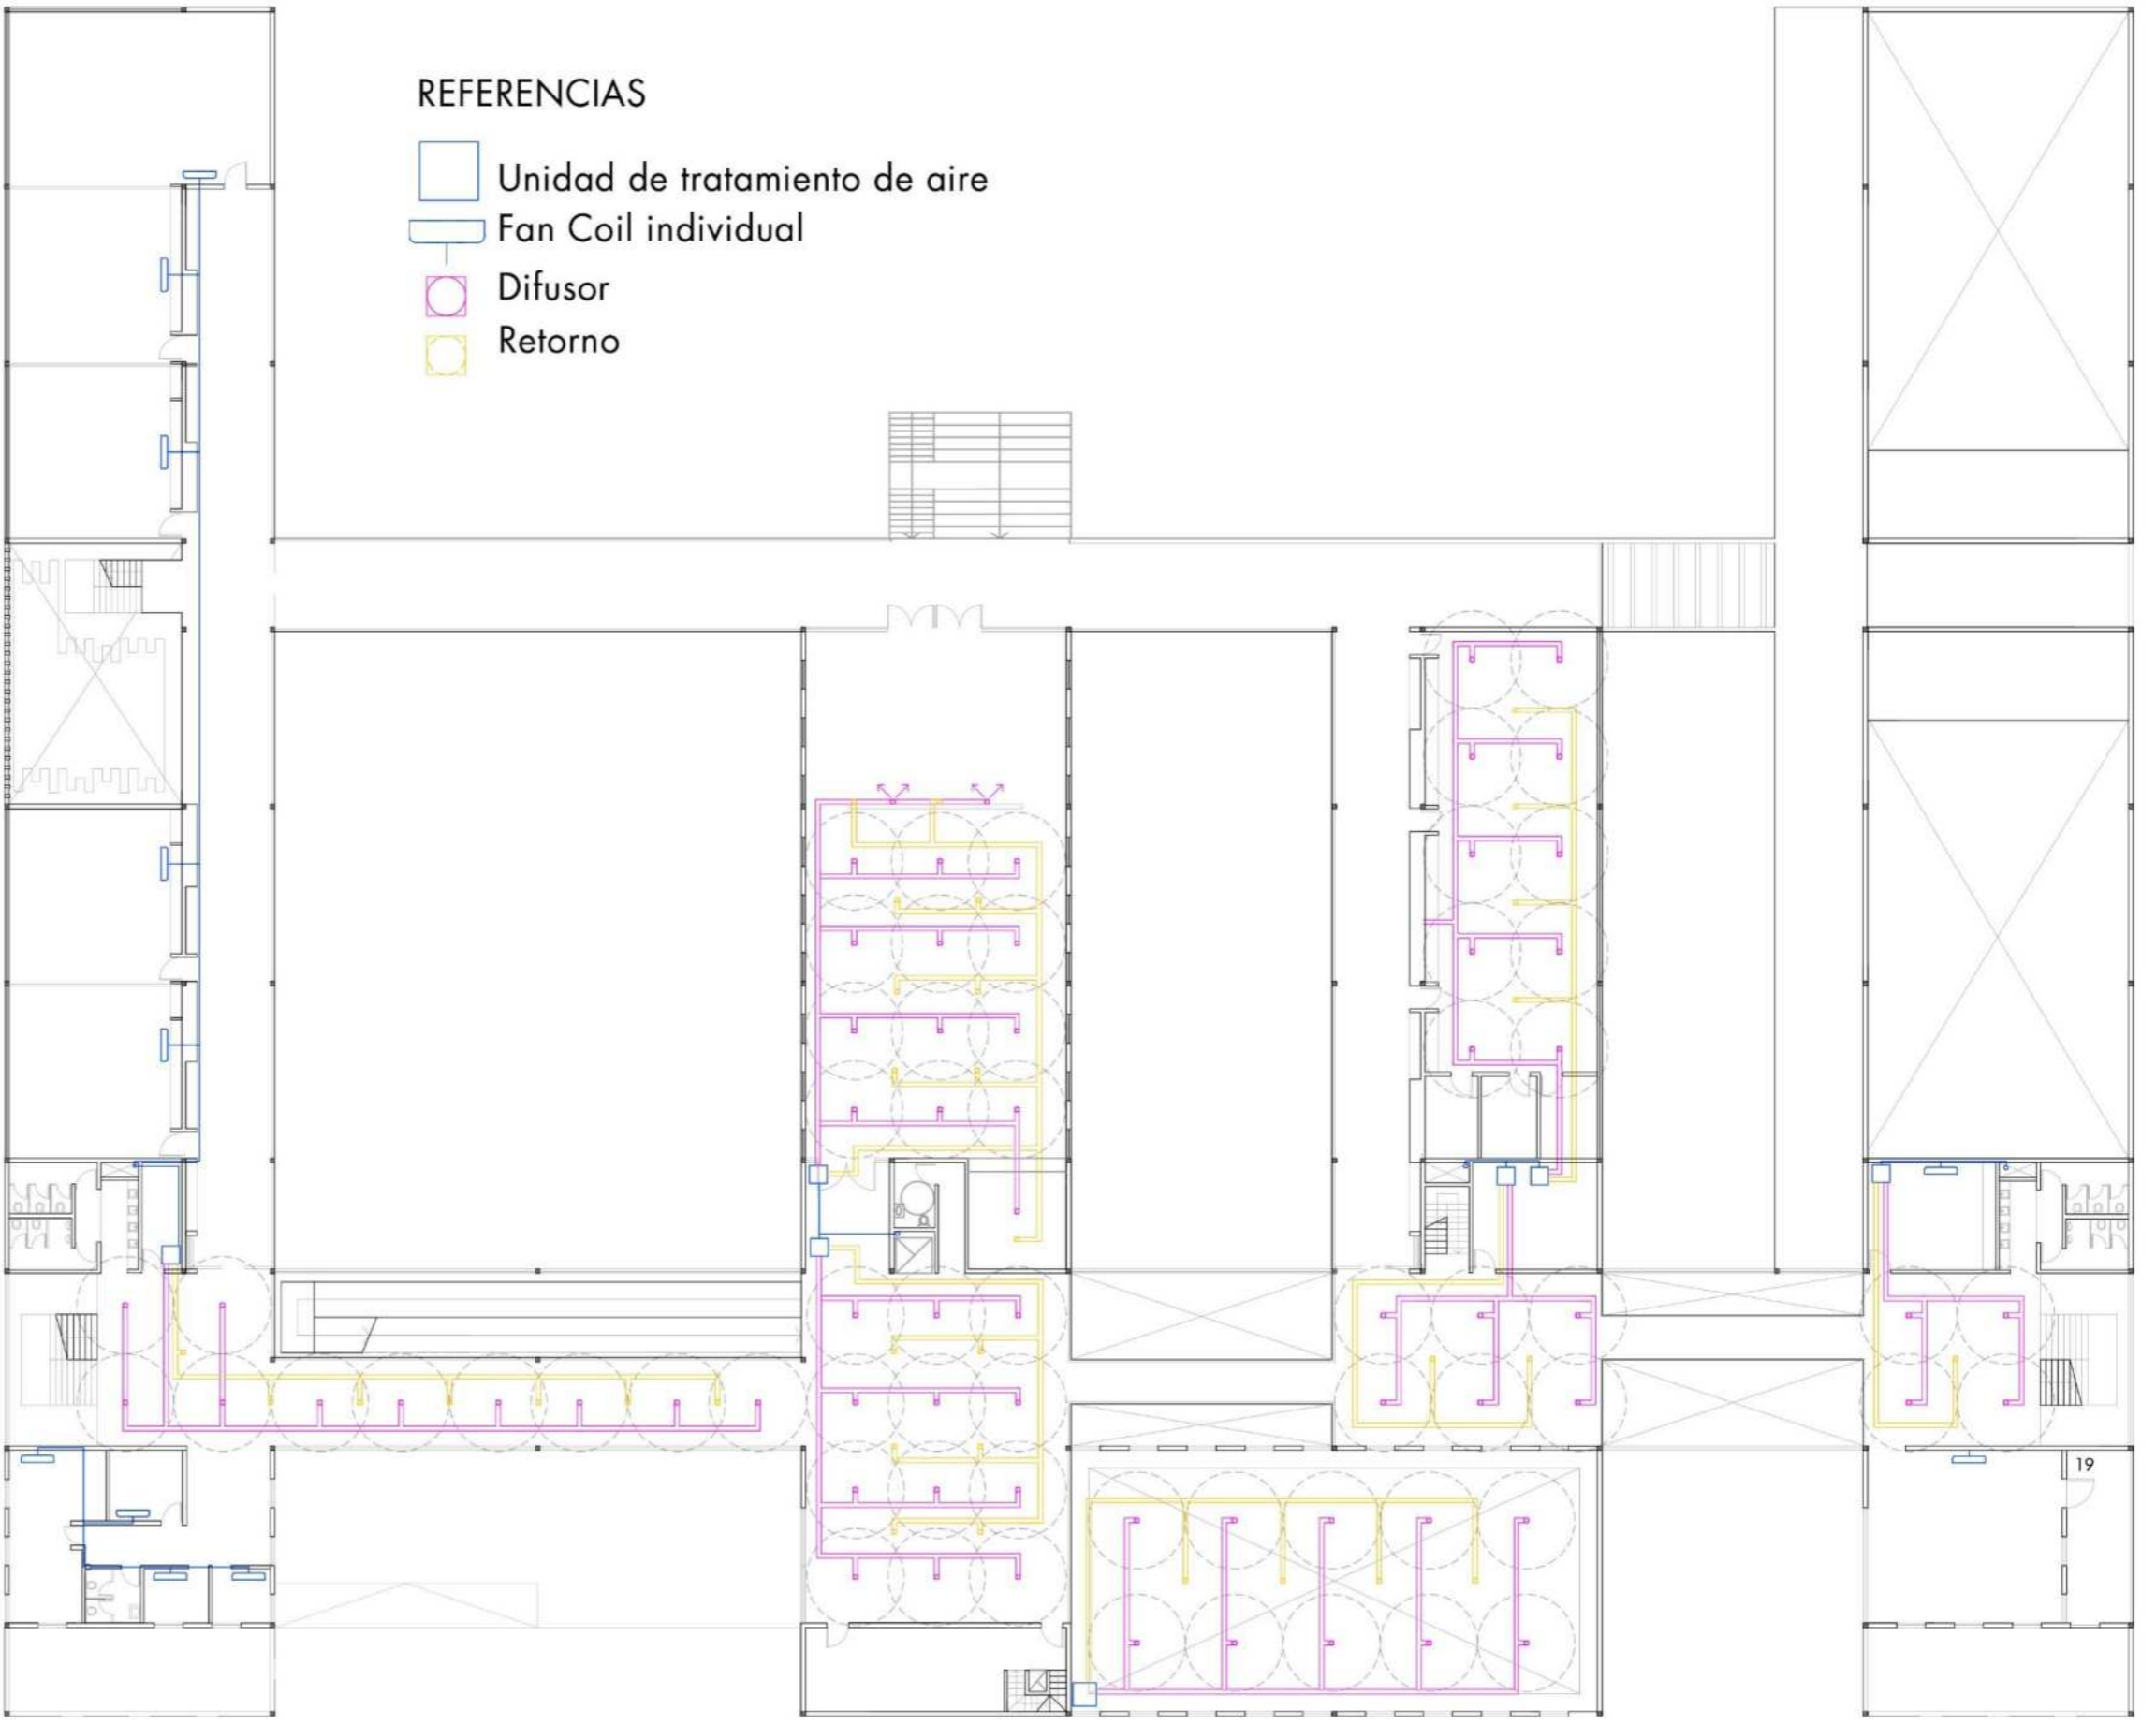 REFERENCIAS
Unidad de tratamiento de aire
Fan Coil individual
Difusor
Retorno
19